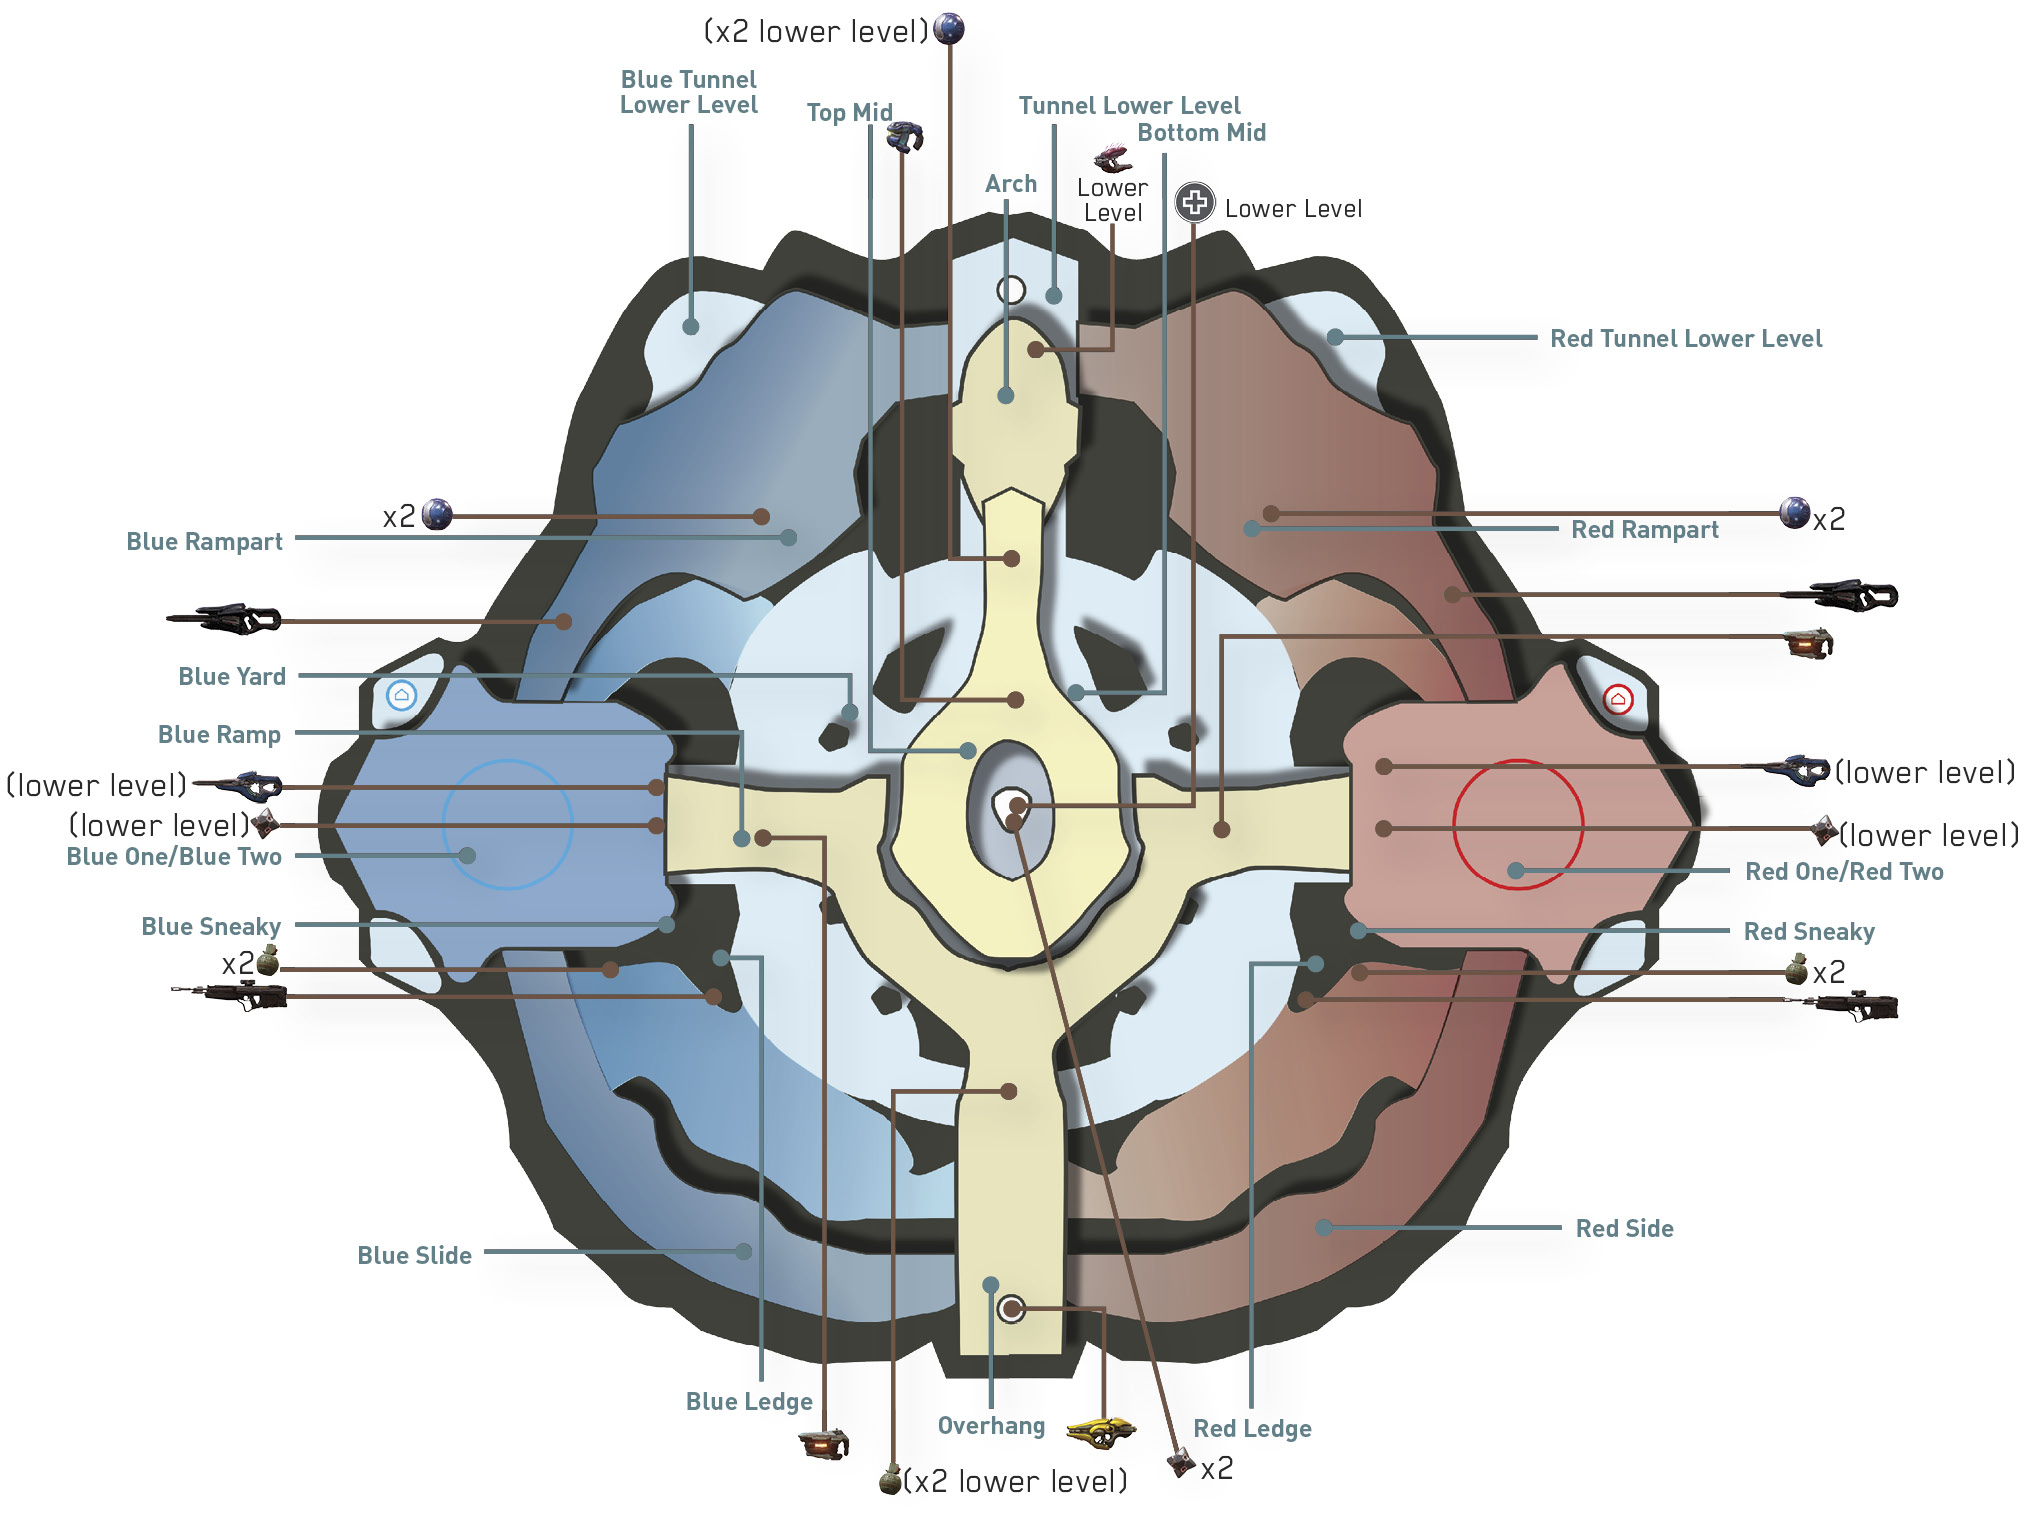 (x2 lower level)
Blue Tunnel
Lower Level
Top Mid
Tunnel Lower Level
Bottom Mid
Arch
Lower
Level
Lower Level
Red Tunnel Lower Level
x2
Blue Rampart
x2
Red Rampart
Blue Yard
Blue Ramp
(lower level)
(lower level)
Blue One/Blue Two
(lower level)
(lower level)
Red One/Red Two
Blue Sneaky
x2
Red Sneaky
x2
Blue Slide
Red Side
Blue Ledge
Overhang
Red Ledge
(x2 lower level)
x2